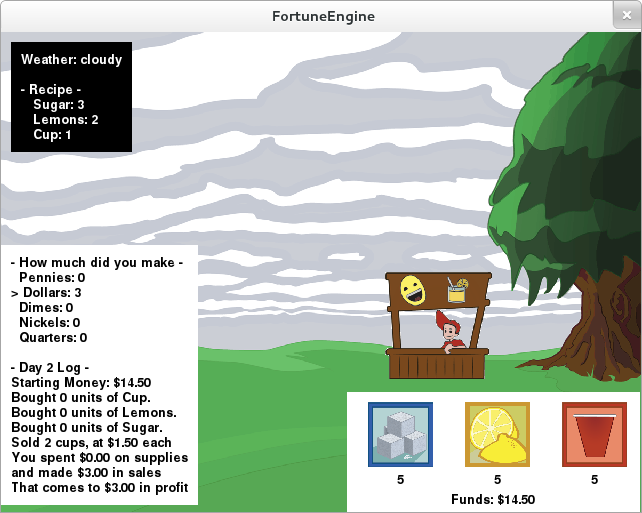 FortuneEngine
Weather: cloudy
- Recipe -
Sugar: 3
Lemons: 2
Cup: 1
- How much did you make -
Pennies: 0
> Dollars: 3
Dimes: 0
Nickels: 0
Quarters: 0
- Day 2 Log -
Starting Money: $14.50
Bought 0 units of Cup.
Bought 0 units of Lemons.
Bought 0 units of Sugar.
Sold 2 cups, at $1.50 each
You spent $0.00 on supplies
and made $3.00 in sales
That comes to $3.00 in profit
5 5 5
Funds: $14.50